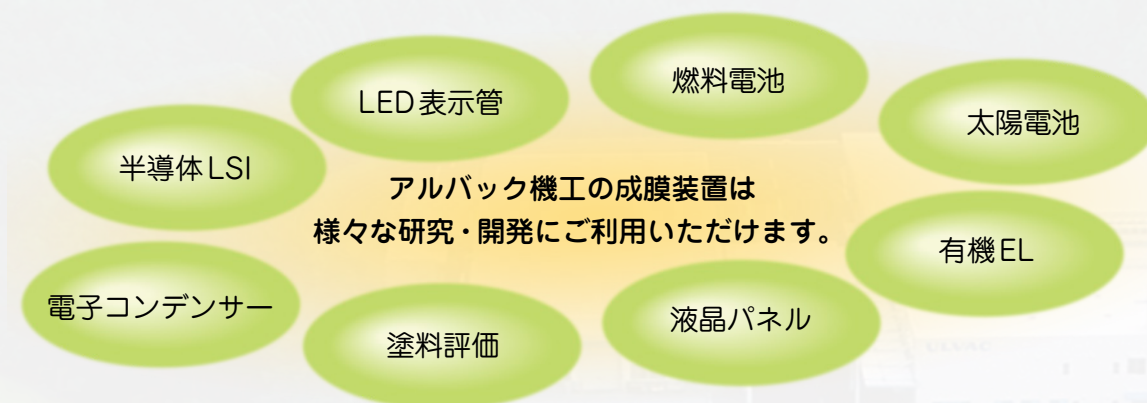 LED表示管
燃料電池
太陽電池
半導体LSI
アルバック機工の成膜装置は
様々な研究・開発にご利用いただけます。
有機EL
電子コンデンサー
塗料評価
液晶パネル
ULVAC